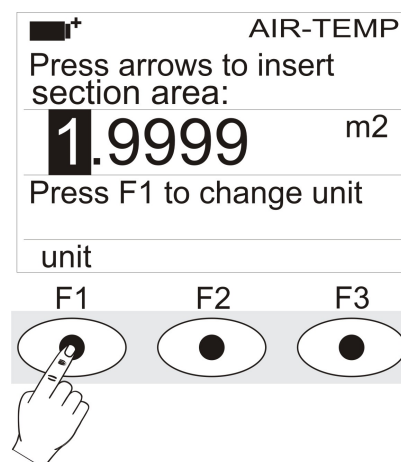 AIR-TEMP
Press arrows to insert
section area:
1.9999 m2
Press F1 to change unit
unit
F1 F2 F3